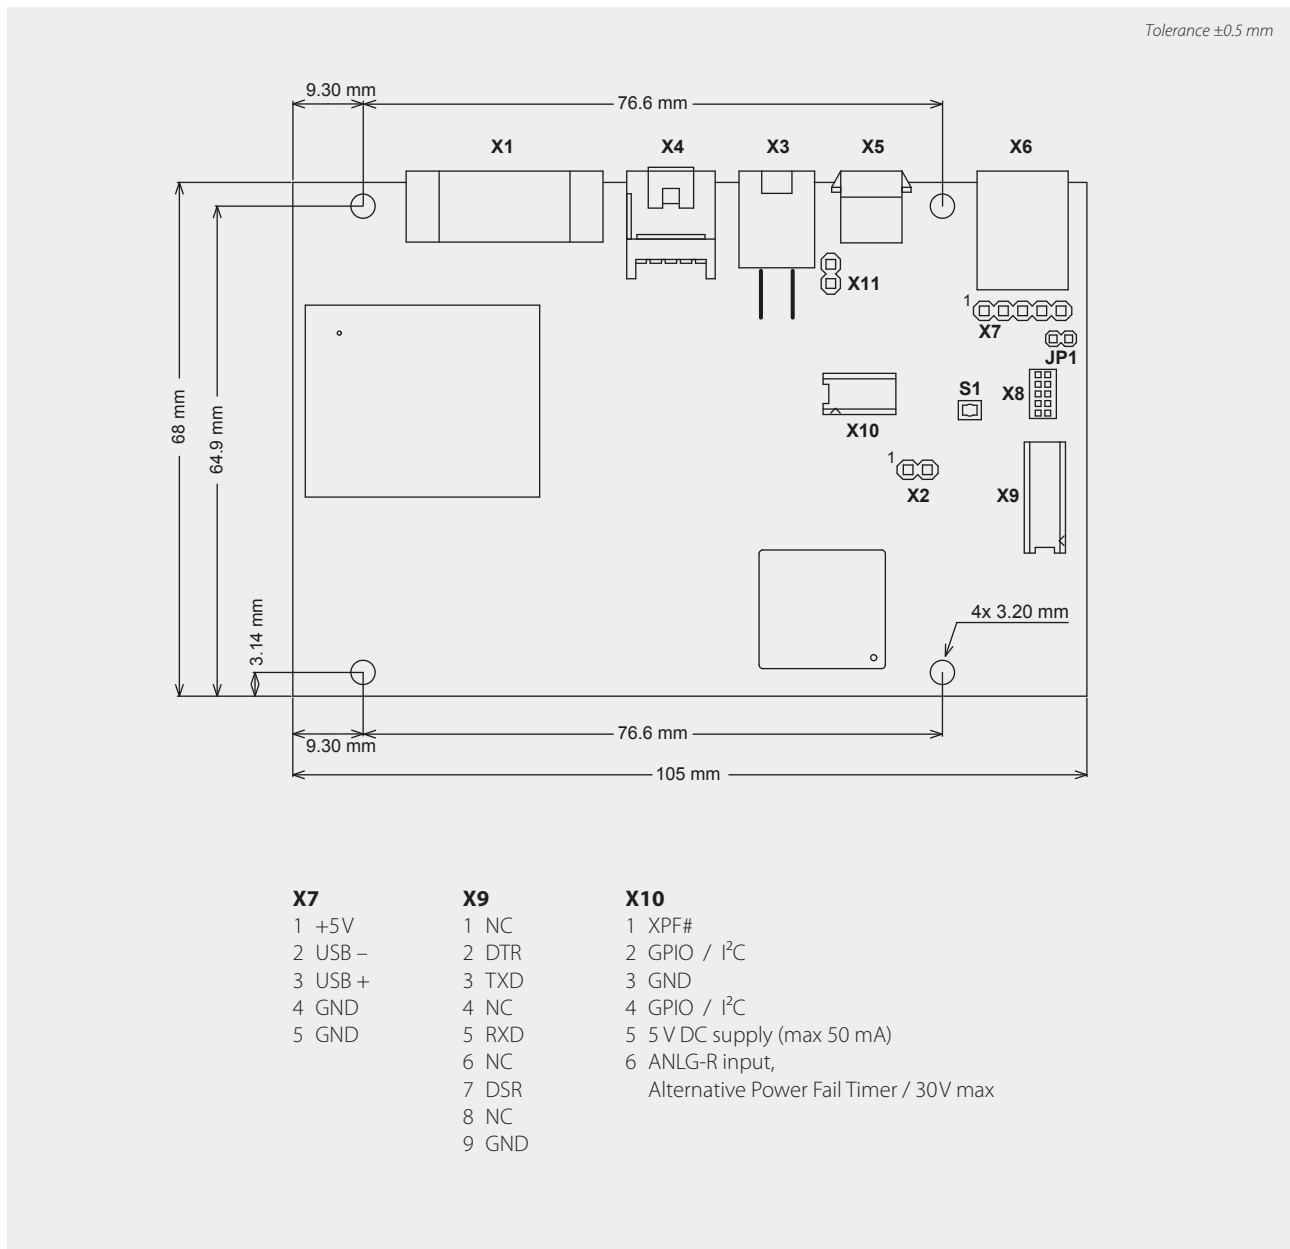 Tolerance ±0.5 mm
9.30 mm
76.6 mm
X1
X4
X3
X5
X6
X11
1
X7
JP1
S1
X8
X10
1
X2
X9
68 mm
64.9 mm
3.14 mm
4x 3.20 mm
9.30 mm
76.6 mm
105 mm
X7
1 +5V
2 USB –
3 USB +
4 GND
5 GND
X9
1 NC
2 DTR
3 TXD
4 NC
5 RXD
6 NC
7 DSR
8 NC
9 GND
X10
1 XPF#
2 GPIO / I²C
3 GND
4 GPIO / I²C
5 5 V DC supply (max 50 mA)
6 ANLG-R input,
Alternative Power Fail Timer / 30V max